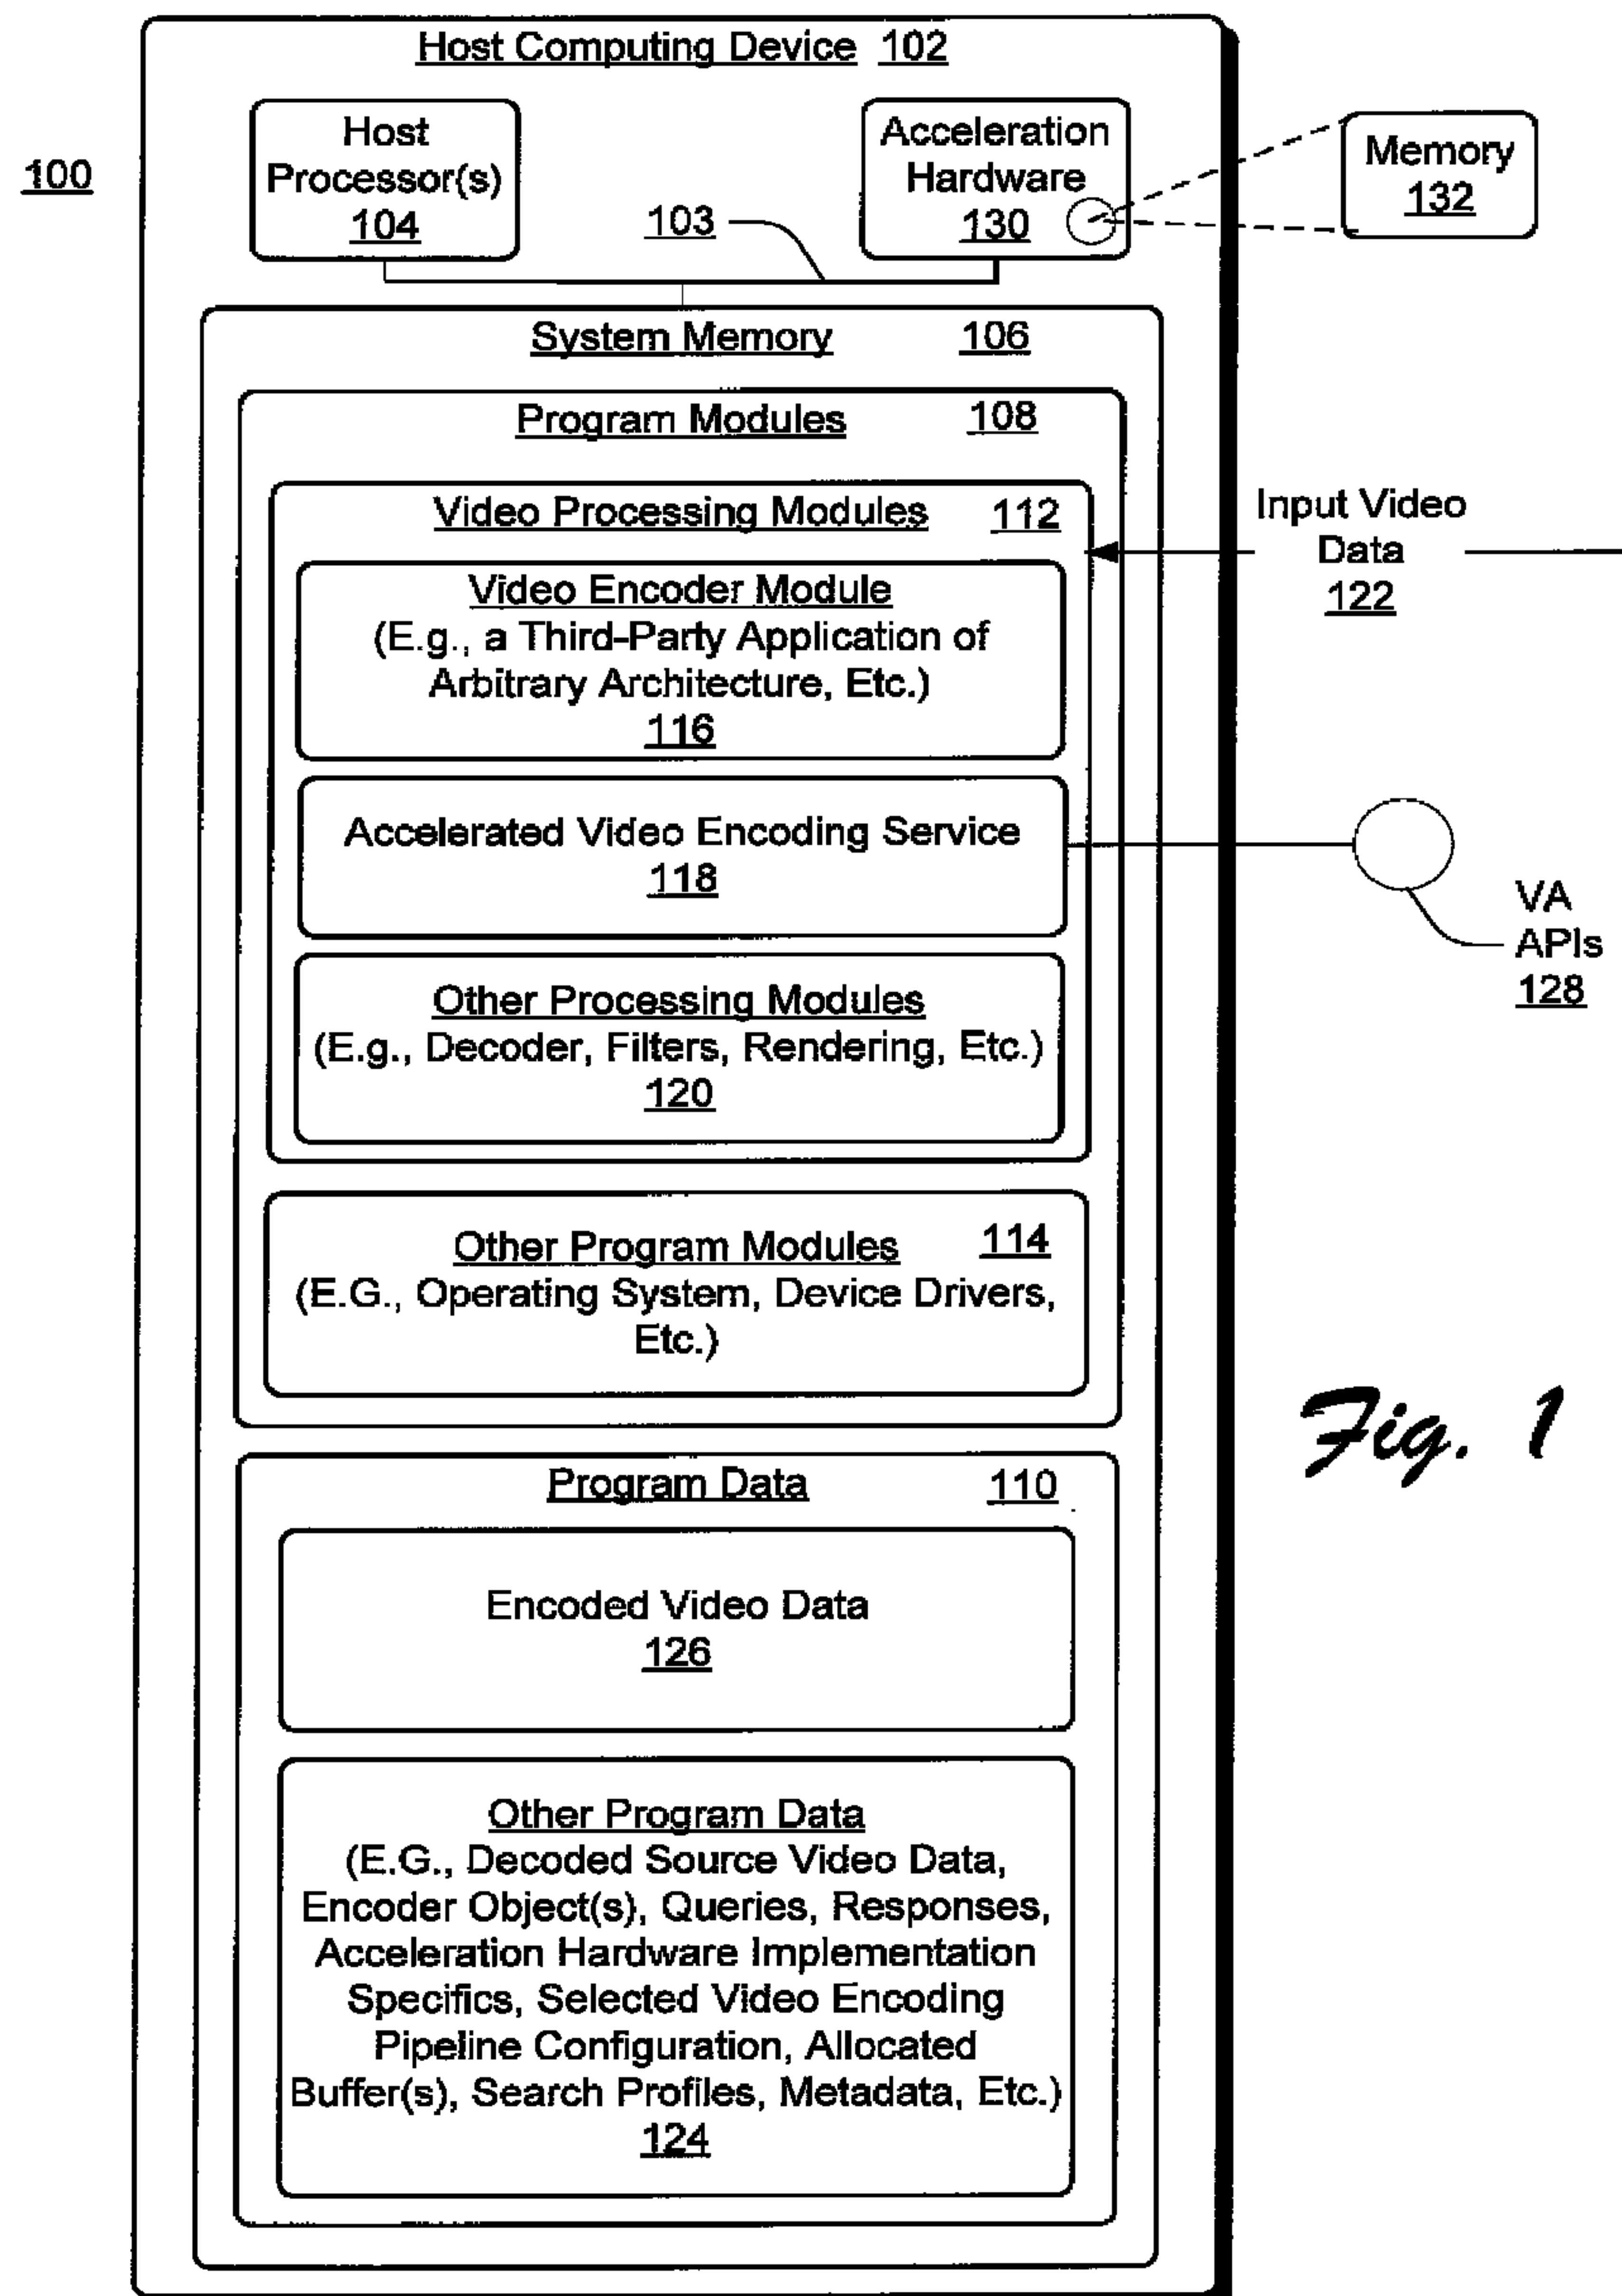 Host Computing Device 102
100
Host
Processor(s)
104
103
Acceleration
Hardware
130
Memory
132
System Memory 106
Program Modules 108
Video Processing Modules 112
Video Encoder Module
(E.g., a Third-Party Application of
Arbitrary Architecture, Etc.)
116
Input Video
Data
122
Accelerated Video Encoding Service
118
VA
APIs
128
Other Processing Modules
(E.g., Decoder, Filters, Rendering, Etc.)
120
Other Program Modules 114
(E.G., Operating System, Device Drivers,
Etc.)
Fig. 1
Program Data 110
Encoded Video Data
126
Other Program Data
(E.G., Decoded Source Video Data,
Encoder Object(s), Queries, Responses,
Acceleration Hardware Implementation
Specifics, Selected Video Encoding
Pipeline Configuration, Allocated
Buffer(s), Search Profiles, Metadata, Etc.)
124